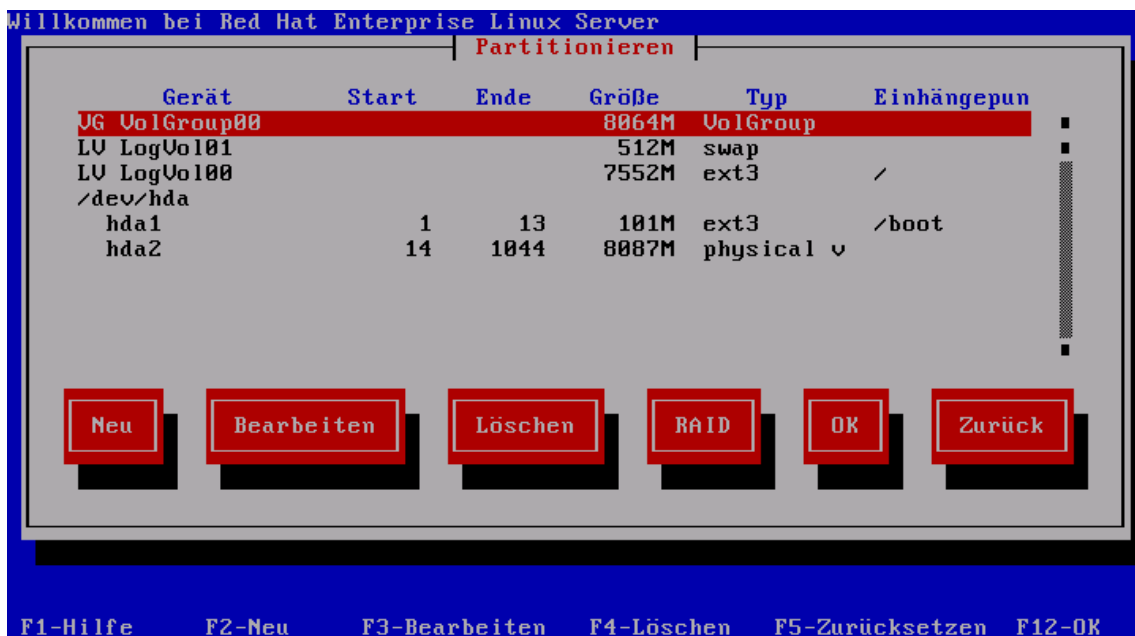 Willkommen bei Red Hat Enterprise Linux Server
Partitionieren
Gerät Start Ende Größe Typ Einhängepun
VG VolGroup00 8064M VolGroup
LV LogVol01 512M swap
LV LogVol00 7552M ext3 /
/dev/hda
hda1 1 13 101M ext3 /boot
hda2 14 1044 8087M physical v
Neu Bearbeiten Löschen RAID OK Zurück
F1-Hilfe F2-Neu F3-Bearbeiten F4-Löschen F5-Zurücksetzen F12-OK